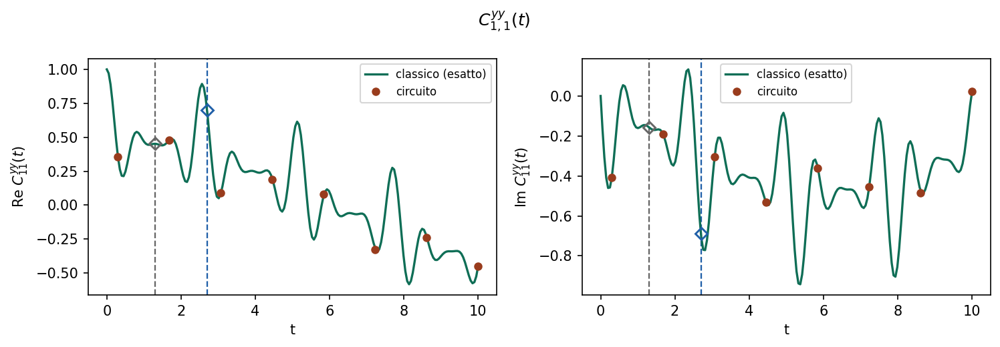 C^{yy}_{1,1}(t)
Re C^{yy}_{11}(t)
1.00
0.75
0.50
0.25
0.00
−0.25
−0.50
classico (esatto)
circuito
0 2 4 6 8 10
t
Im C^{yy}_{11}(t)
0.0
−0.2
−0.4
−0.6
−0.8
classico (esatto)
circuito
0 2 4 6 8 10
t